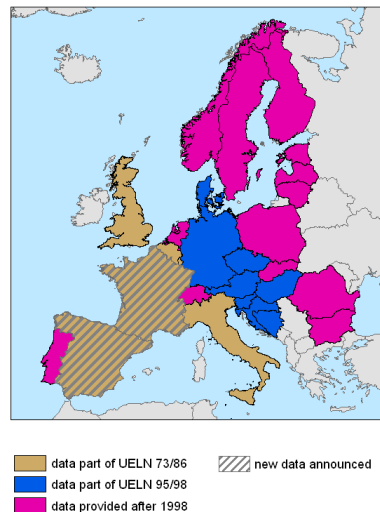 data part of UELN 73/86
new data announced
data part of UELN 95/98
data provided after 1998